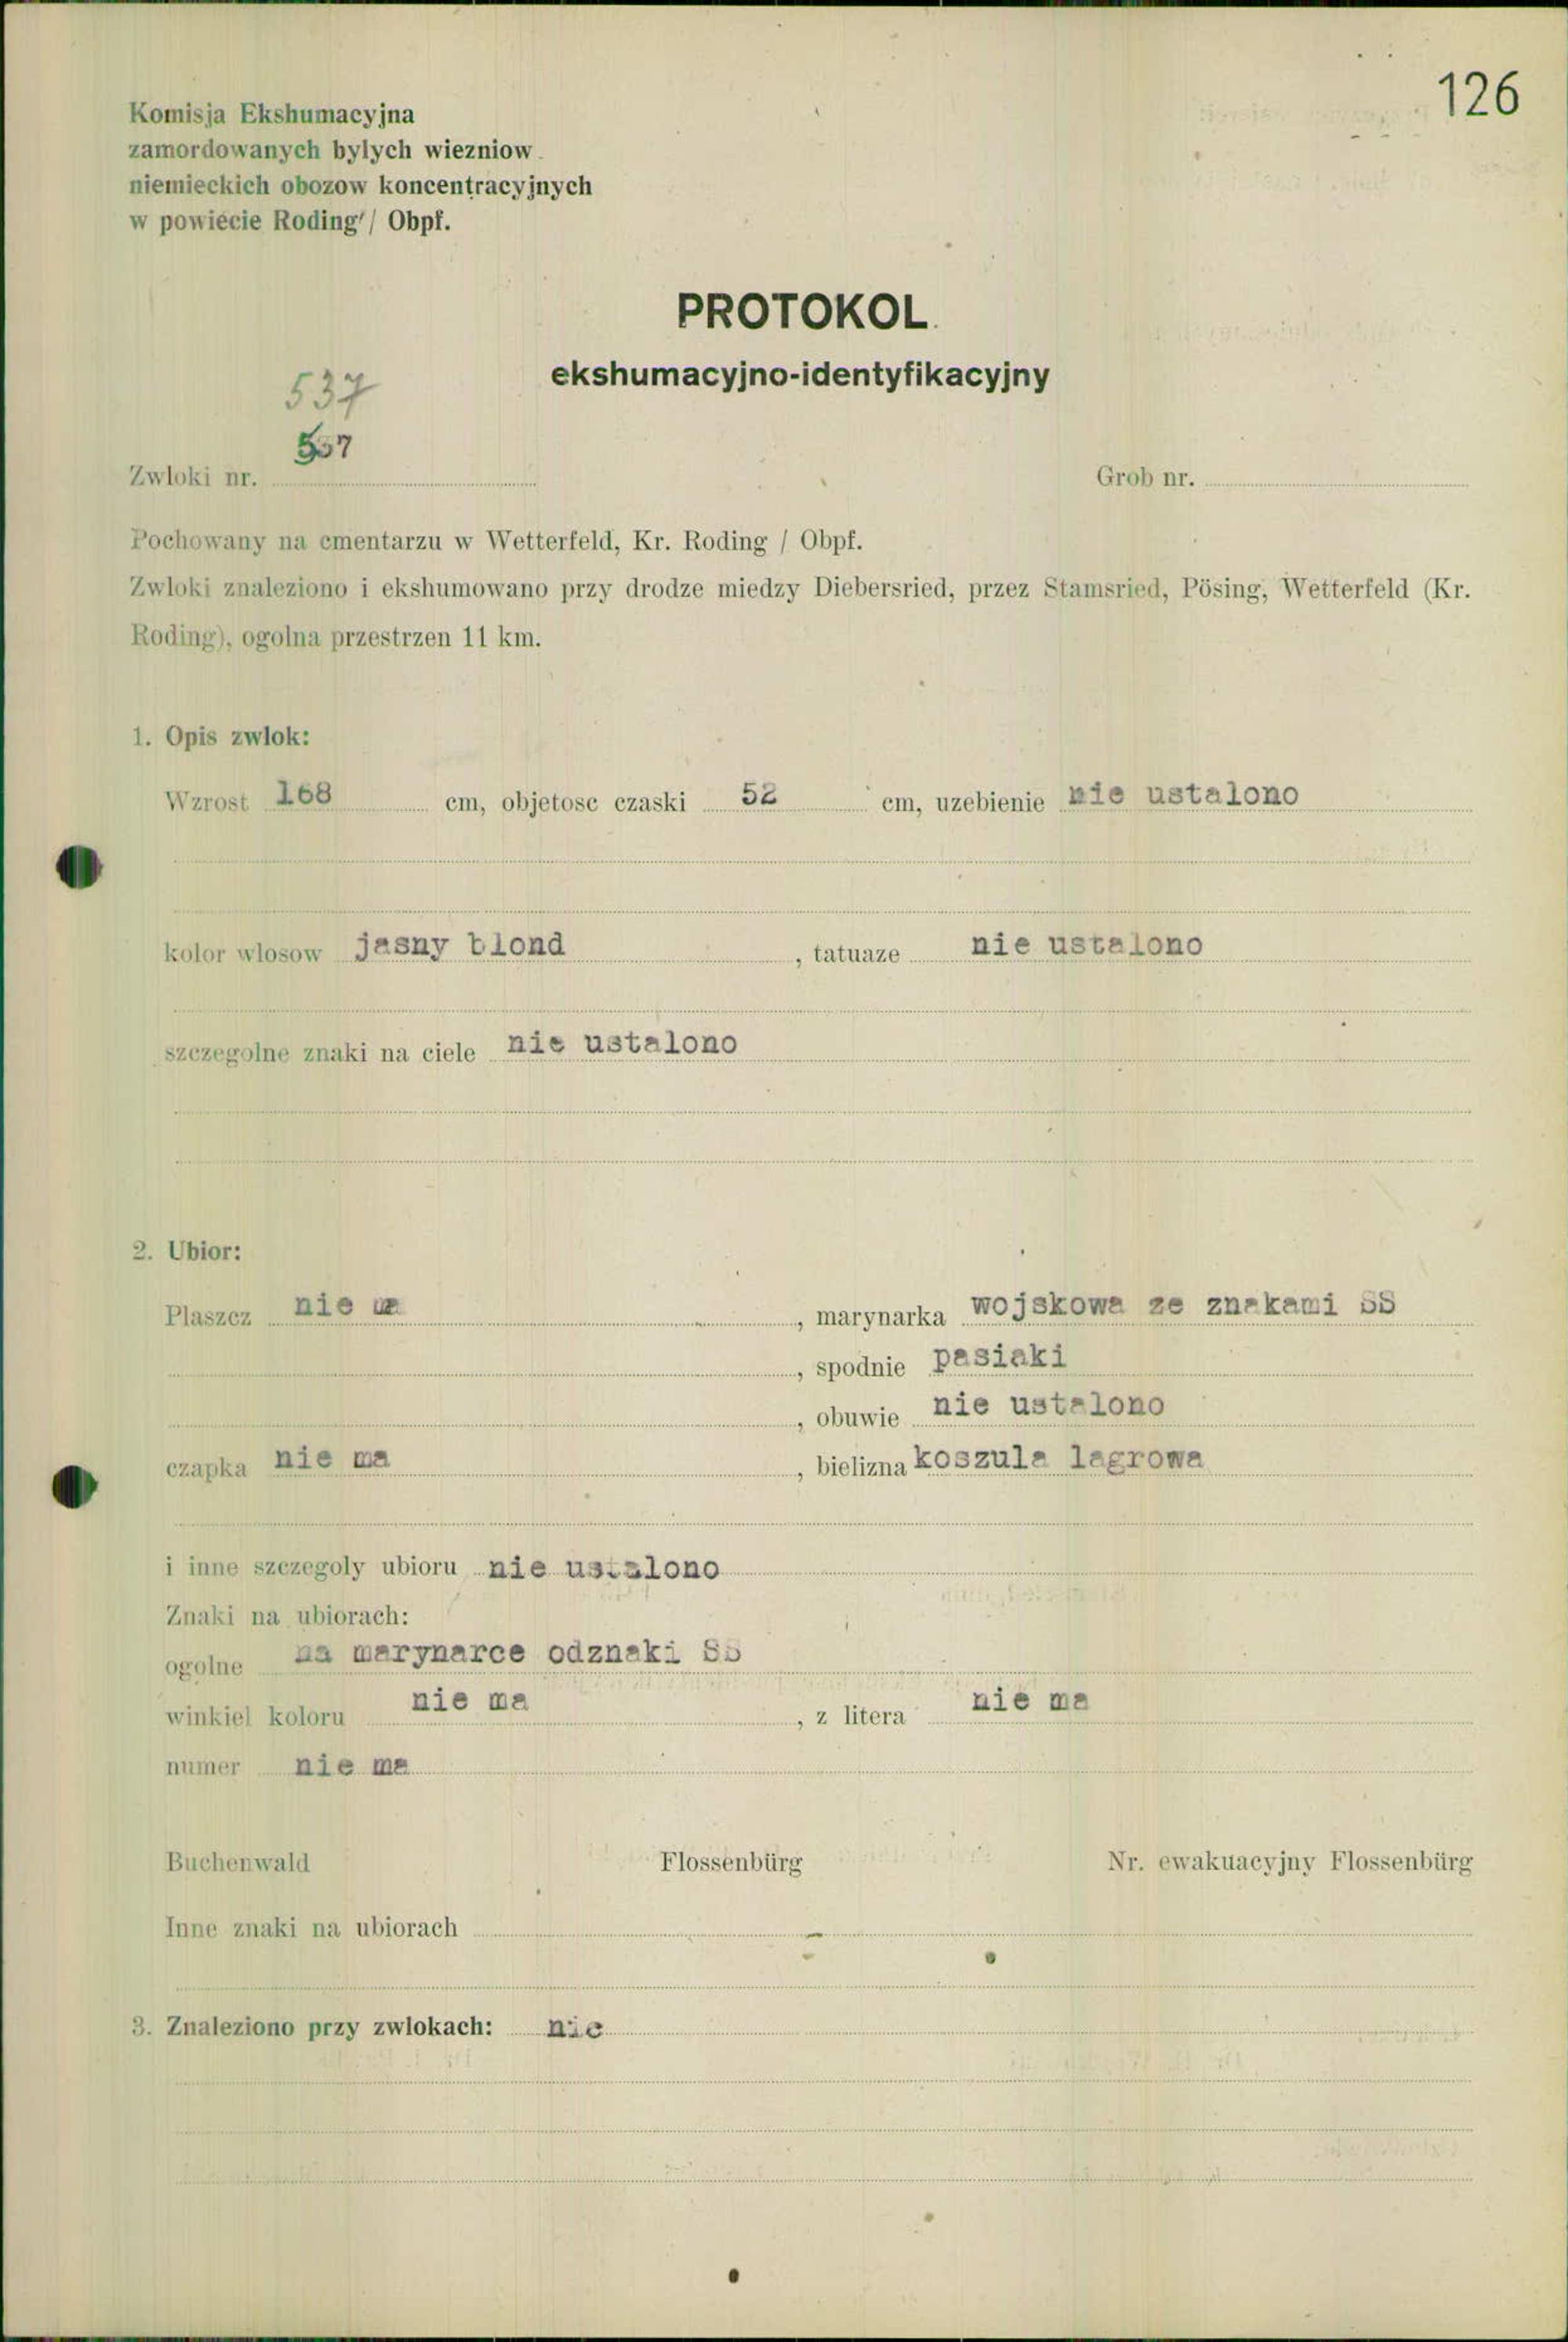 126
Komisja Ekshumacyjna
zamordowanych bylych wiezniow
niemieckich obozow koncentracyjnych
w powiecie Roding / Obpf.
PROTOKOL
ekshumacyjno-identyfikacyjny
537
537
Zwloki nr.
Grob nr.
Pochowany na cmentarzu w Wetterfeld, Kr. Roding / Obpf.
Zwloki znaleziono i ekshumowano przy drodze miedzy Diebersried, przez Stamsried, Pösing, Wetterfeld (Kr.
Roding), ogolna przestrzen 11 km.
1. Opis zwlok:
Wzrost 168 cm, objetosc czaski 52 cm, uzebienie nie ustalono
kolor wlosow jasny blond, tatuaze nie ustalono
szczegolne znaki na ciele nie ustalono
2. Ubior:
Plaszcz nie ma, marynarka wojskowa ze znakami SS
, spodnie pasiaki
, obuwie nie ustalono
czapka nie ma, bielizna koszula lagrowa
i inne szczegoly ubioru nie ustalono
Znaki na ubiorach:
ogolne na marynarce odznaki SS
winkiel koloru nie ma, z litera nie ma
numer nie ma
Buchenwald Flossenbürg Nr. ewakuacyjny Flossenbürg
Inne znaki na ubiorach -
3. Znaleziono przy zwlokach: nic